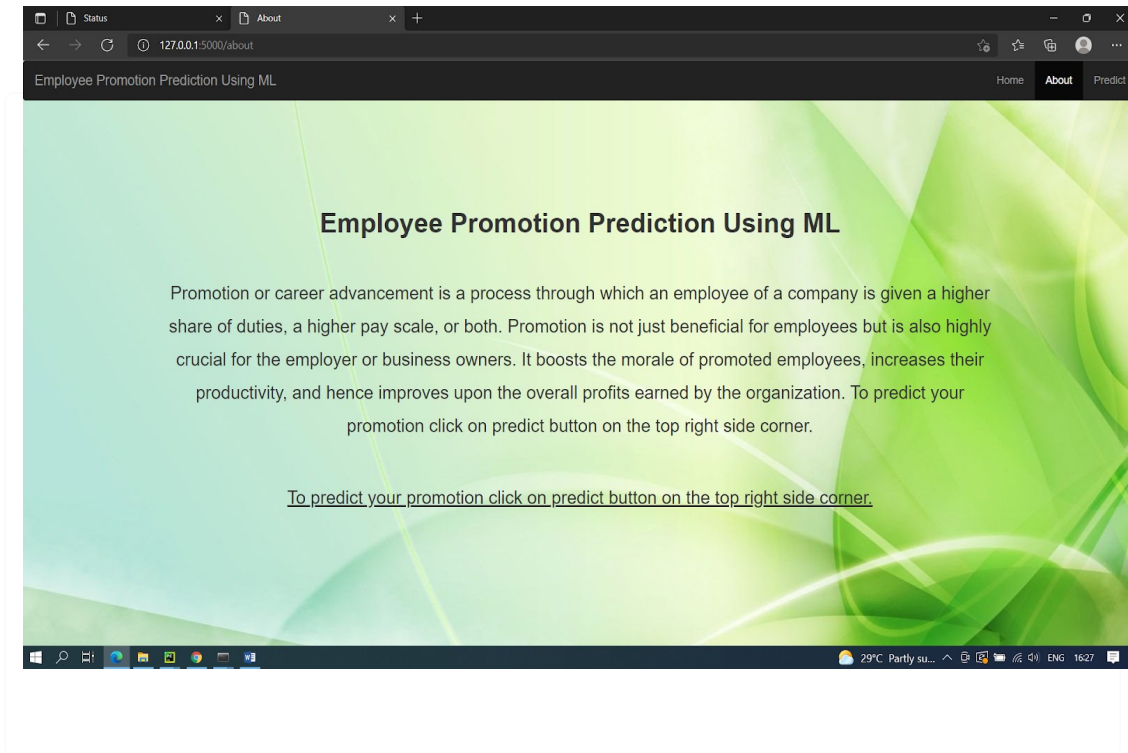 Status
About
127.0.0.1:5000/about
Employee Promotion Prediction Using ML
Home
About
Predict
Employee Promotion Prediction Using ML
Promotion or career advancement is a process through which an employee of a company is given a higher
share of duties, a higher pay scale, or both. Promotion is not just beneficial for employees but is also highly
crucial for the employer or business owners. It boosts the morale of promoted employees, increases their
productivity, and hence improves upon the overall profits earned by the organization. To predict your
promotion click on predict button on the top right side corner.
To predict your promotion click on predict button on the top right side corner.
29°C Partly su... ENG 16:27